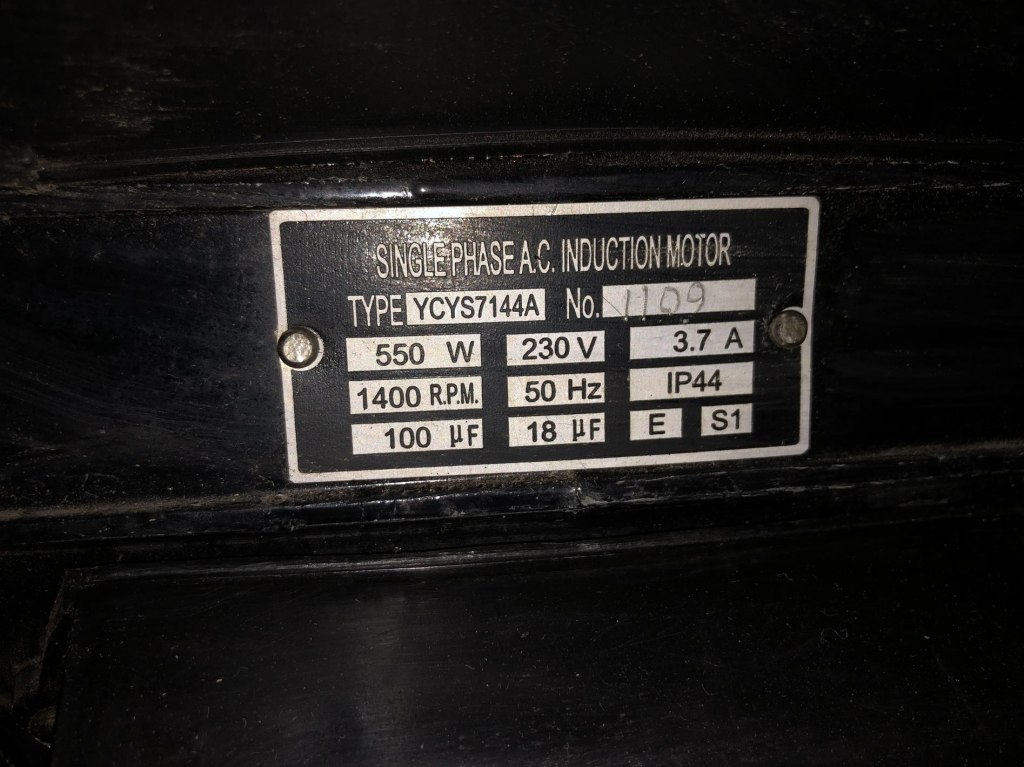 SINGLE PHASE A.C. INDUCTION MOTOR
TYPE YCYS7144A No. 1109
550 W 230 V 3.7 A
1400 R.P.M. 50 Hz IP44
100 µF 18 µF E S1